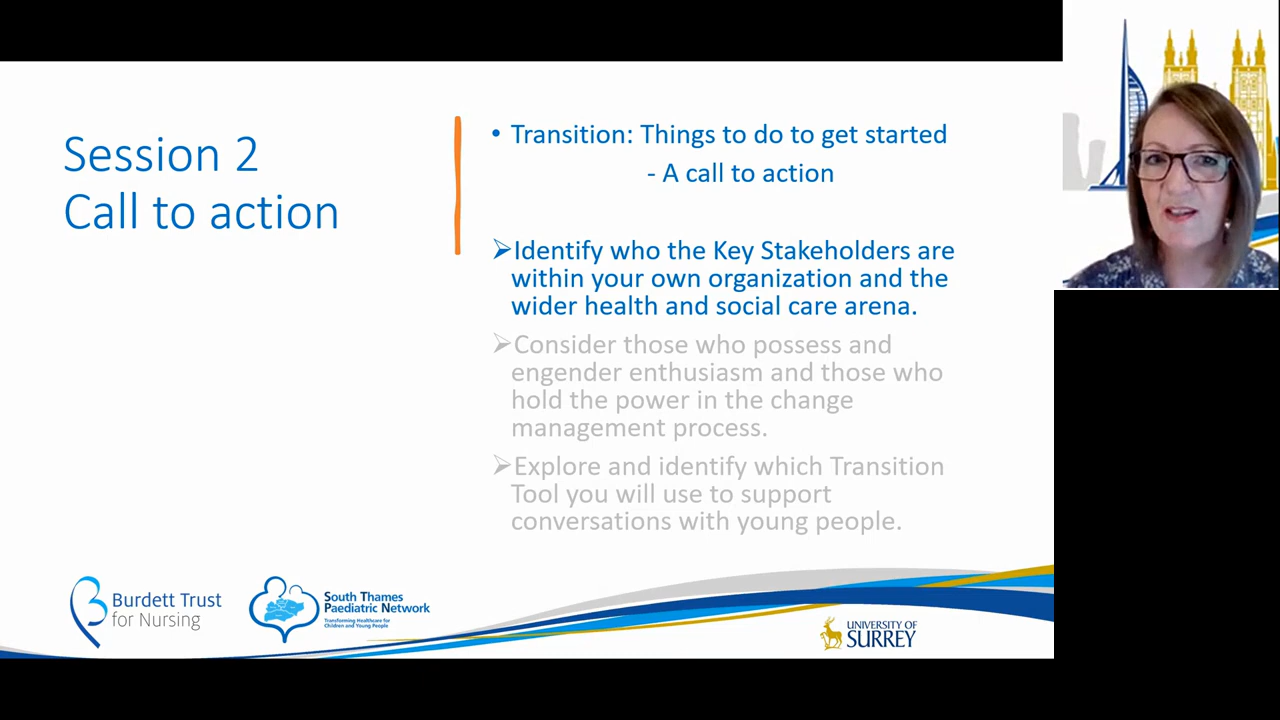 Session 2
Call to action
• Transition: Things to do to get started
- A call to action
➢Identify who the Key Stakeholders are
within your own organization and the
wider health and social care arena.
➢Consider those who possess and
engender enthusiasm and those who
hold the power in the change
management process.
➢Explore and identify which Transition
Tool you will use to support
conversations with young people.
Burdett Trust
for Nursing
South Thames
Paediatric Network
Transforming Healthcare for
Children and Young People
UNIVERSITY OF
SURREY